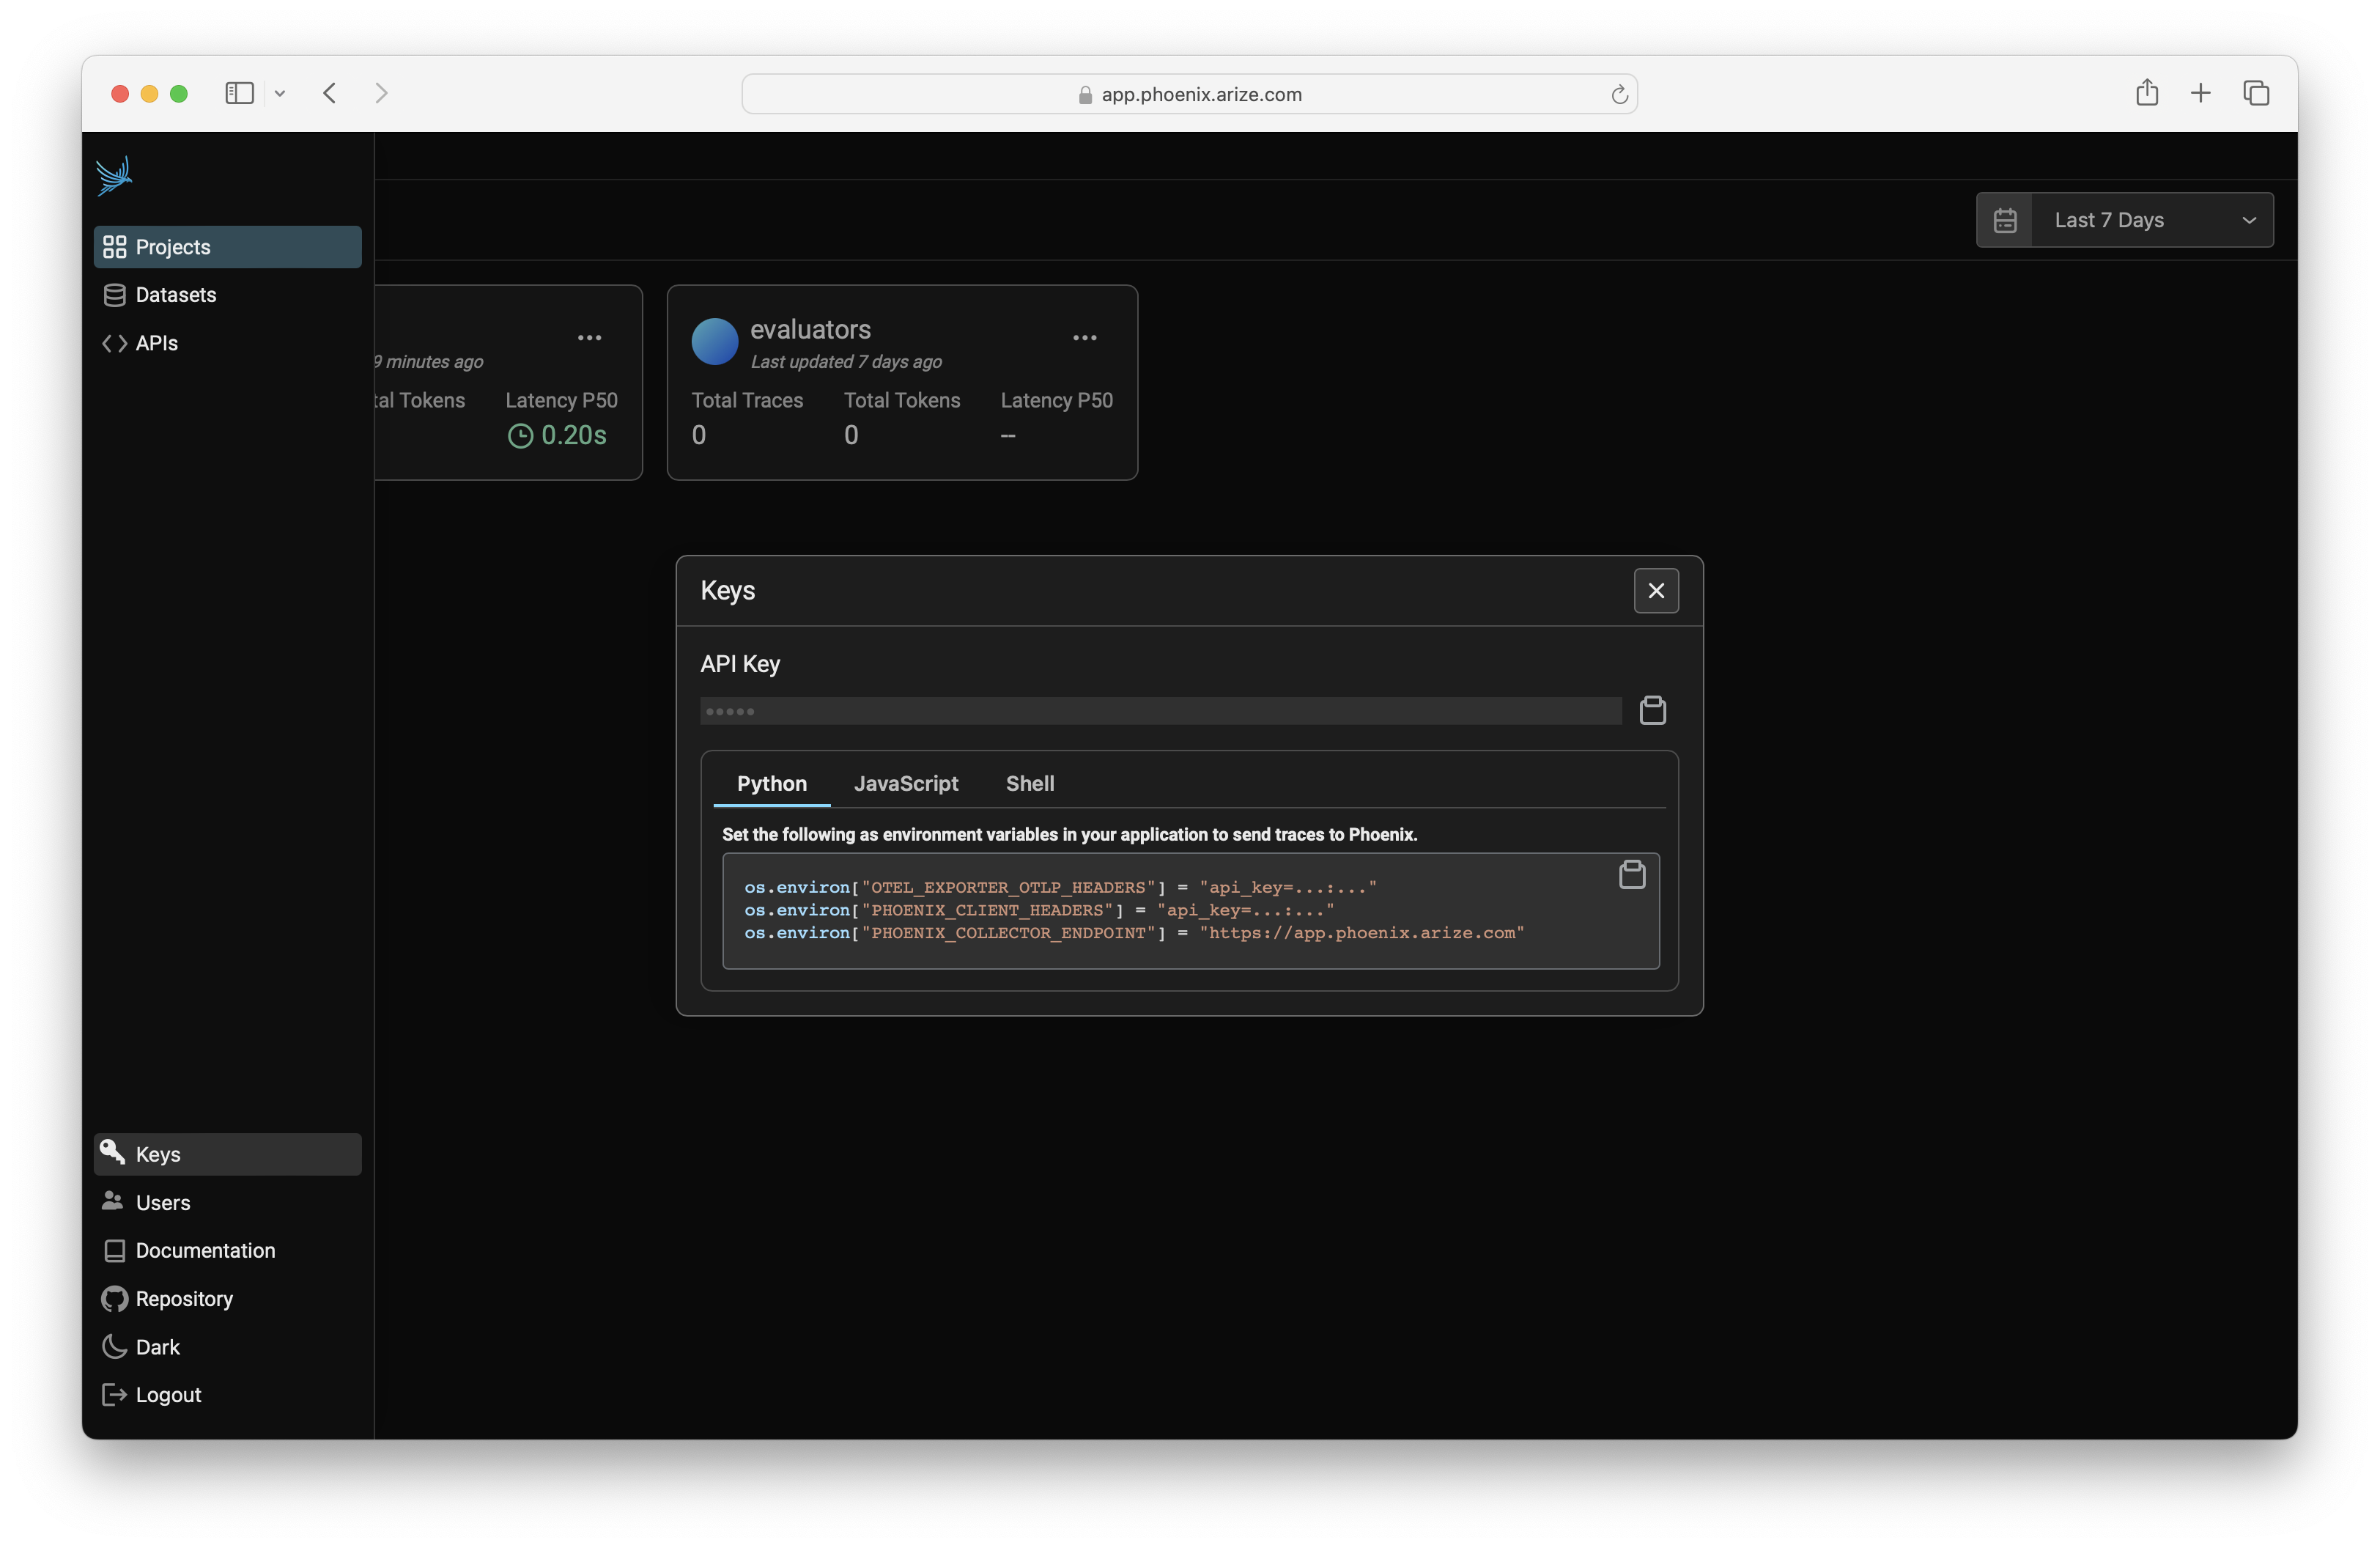 app.phoenix.arize.com
Projects
Datasets
APIs
Last 7 Days
9 minutes ago
Tokens
Latency P50
0.20s
evaluators
Last updated 7 days ago
Total Traces
Total Tokens
Latency P50
0
0
--
Keys
API Key
Python
JavaScript
Shell
Set the following as environment variables in your application to send traces to Phoenix.
os.environ["OTEL_EXPORTER_OTLP_HEADERS"] = "api_key=...:..."
os.environ["PHOENIX_CLIENT_HEADERS"] = "api_key=...:..."
os.environ["PHOENIX_COLLECTOR_ENDPOINT"] = "https://app.phoenix.arize.com"
Keys
Users
Documentation
Repository
Dark
Logout